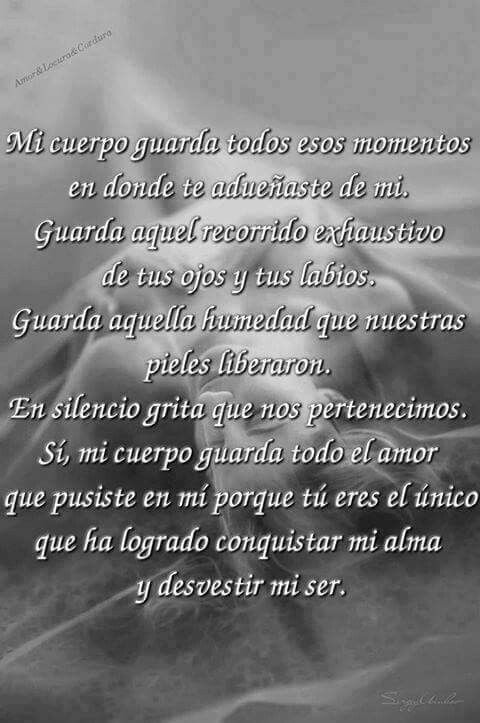 Amor&Locura&Cordura
Mi cuerpo guarda todos esos momentos
en donde te adueñaste de mi.
Guarda aquel recorrido exhaustivo
de tus ojos y tus labios.
Guarda aquella humedad que nuestras
pieles liberaron.
En silencio grita que nos pertenecimos.
Sí, mi cuerpo guarda todo el amor
que pusiste en mí porque tú eres el único
que ha logrado conquistar mi alma
y desvestir mi ser.